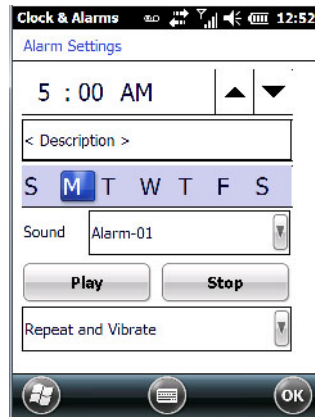 Clock & Alarms 12:52
Alarm Settings
5 : 00 AM
< Description >
S M T W T F S
Sound Alarm-01
Play Stop
Repeat and Vibrate
OK